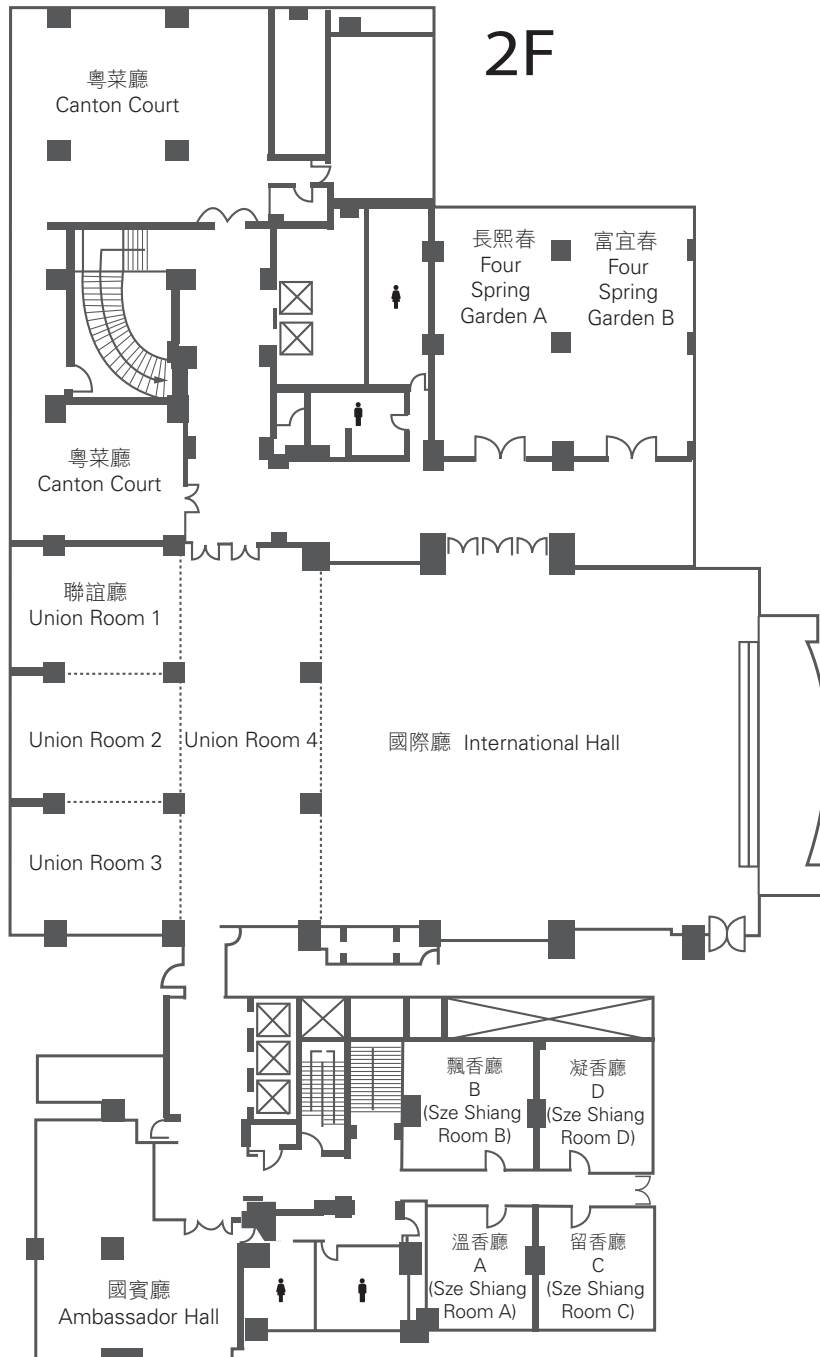 2F
粵菜廳
Canton Court
長熙春
Four
Spring
Garden A
富宜春
Four
Spring
Garden B
粵菜廳
Canton Court
聯誼廳
Union Room 1
Union Room 2
Union Room 4
國際廳 International Hall
Union Room 3
飄香廳
B
(Sze Shiang
Room B)
凝香廳
D
(Sze Shiang
Room D)
溫香廳
A
(Sze Shiang
Room A)
留香廳
C
(Sze Shiang
Room C)
國賓廳
Ambassador Hall